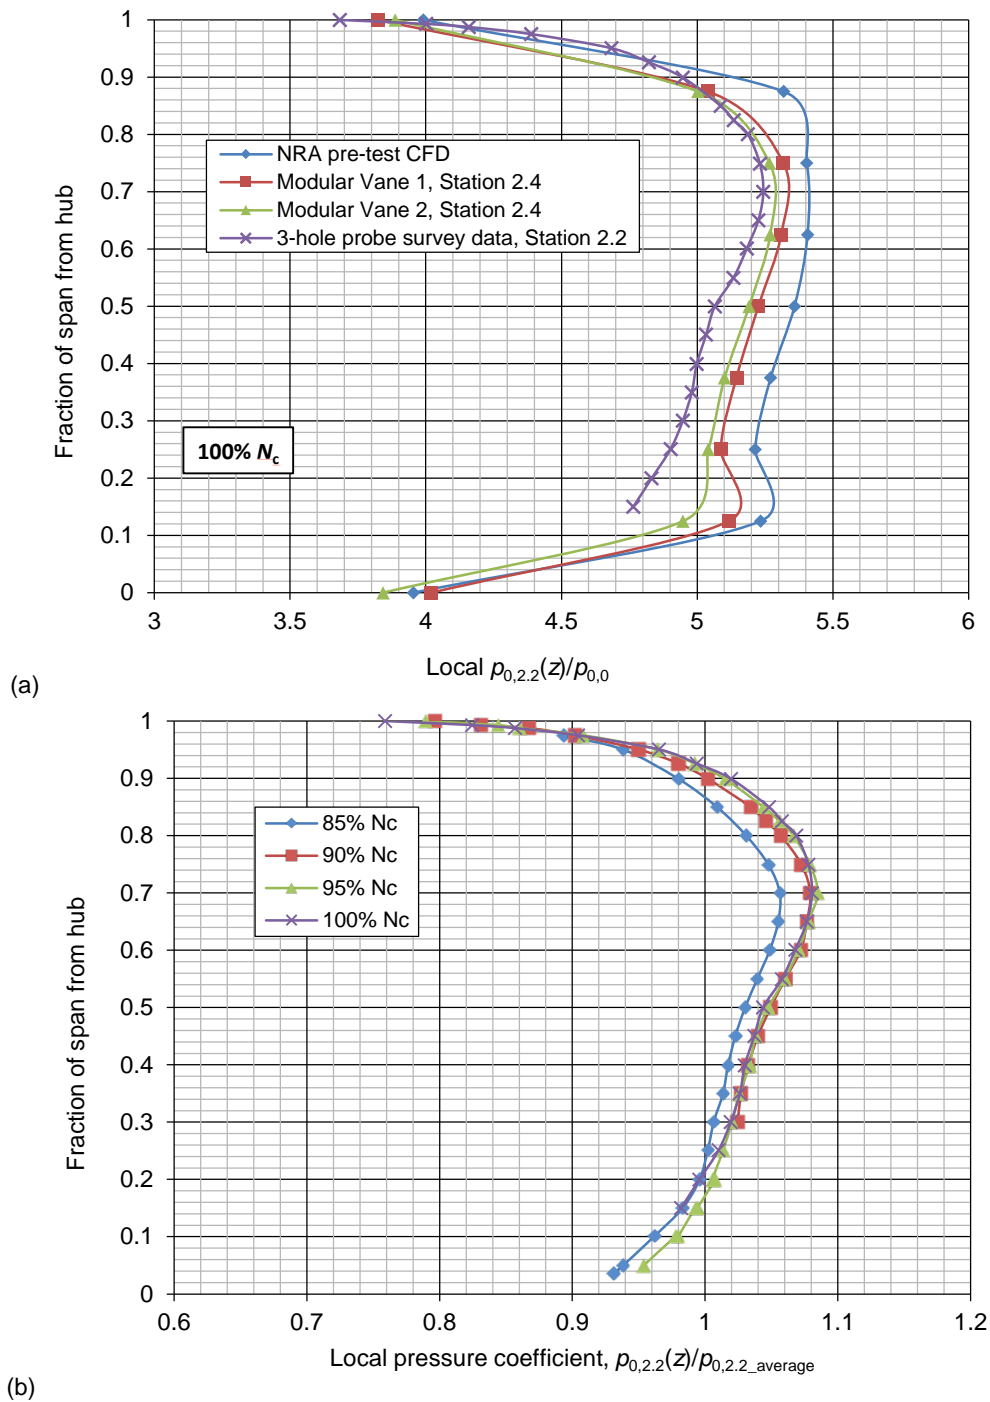 1
0.9
0.8
0.7
0.6
0.5
0.4
0.3
0.2
0.1
0
Fraction of span from hub
NRA pre-test CFD
Modular Vane 1, Station 2.4
Modular Vane 2, Station 2.4
3-hole probe survey data, Station 2.2
100% Nc
3 3.5 4 4.5 5 5.5 6
Local p0,2.2(z)/p0,0
(a)
1
0.9
0.8
0.7
0.6
0.5
0.4
0.3
0.2
0.1
0
Fraction of span from hub
85% Nc
90% Nc
95% Nc
100% Nc
0.6 0.7 0.8 0.9 1 1.1 1.2
Local pressure coefficient, p0,2.2(z)/p0,2.2_average
(b)